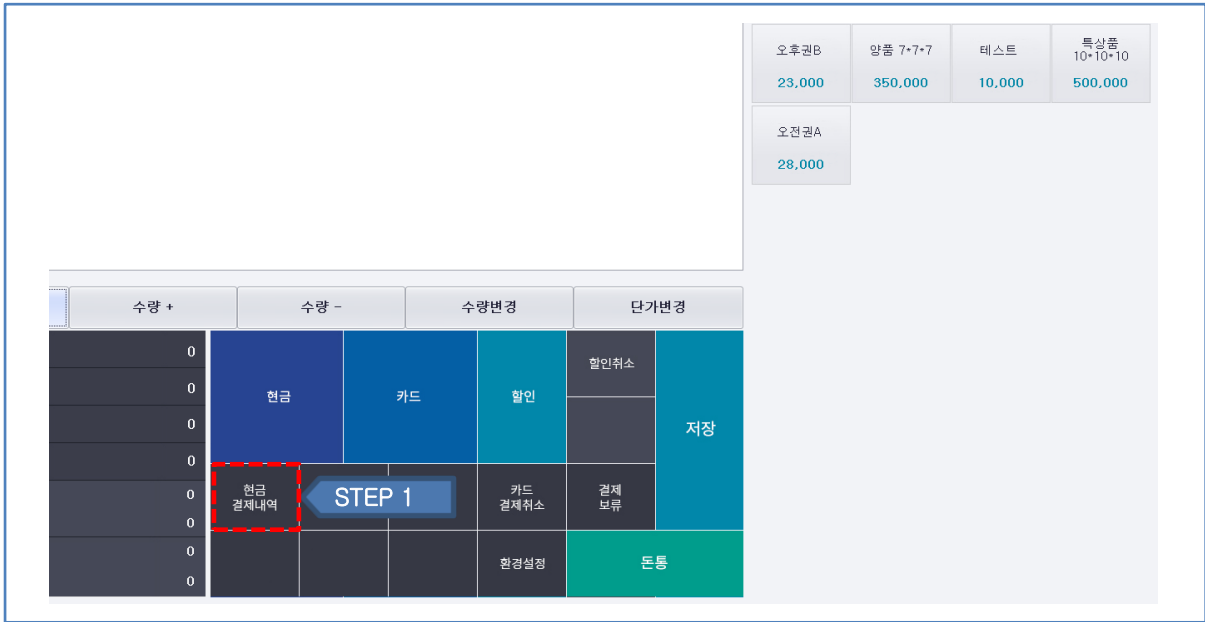 오후권B
23,000
양품 7*7*7
350,000
테스트
10,000
특상품
10*10*10
500,000
오전권A
28,000
수량 +
수량 -
수량변경
단가변경
0
0
0
0
0
0
0
0
현금
카드
할인
할인취소
저장
현금
결제내역
STEP 1
카드
결제취소
결제
보류
환경설정
돈통